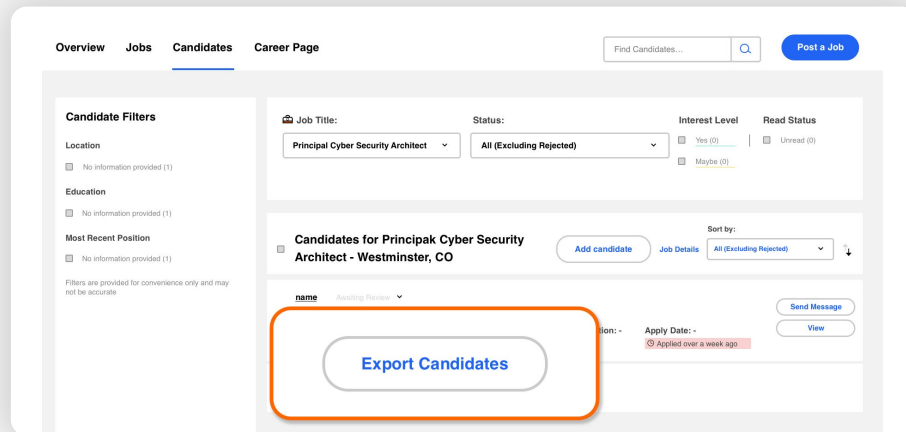 Overview Jobs Candidates Career Page
Find Candidates...
Post a Job
Candidate Filters
Location
No information provided (1)
Education
No information provided (1)
Most Recent Position
No information provided (1)
Filters are provided for convenience only and may
not be accurate
Job Title:
Principal Cyber Security Architect
Status:
All (Excluding Rejected)
Interest Level
Yes (0)
Maybe (0)
Read Status
Unread (0)
Candidates for Principak Cyber Security
Architect - Westminster, CO
Add candidate
Job Details
Sort by:
All (Excluding Rejected)
name Awaiting Review
tion: -
Apply Date: -
Applied over a week ago
Send Message
View
Export Candidates